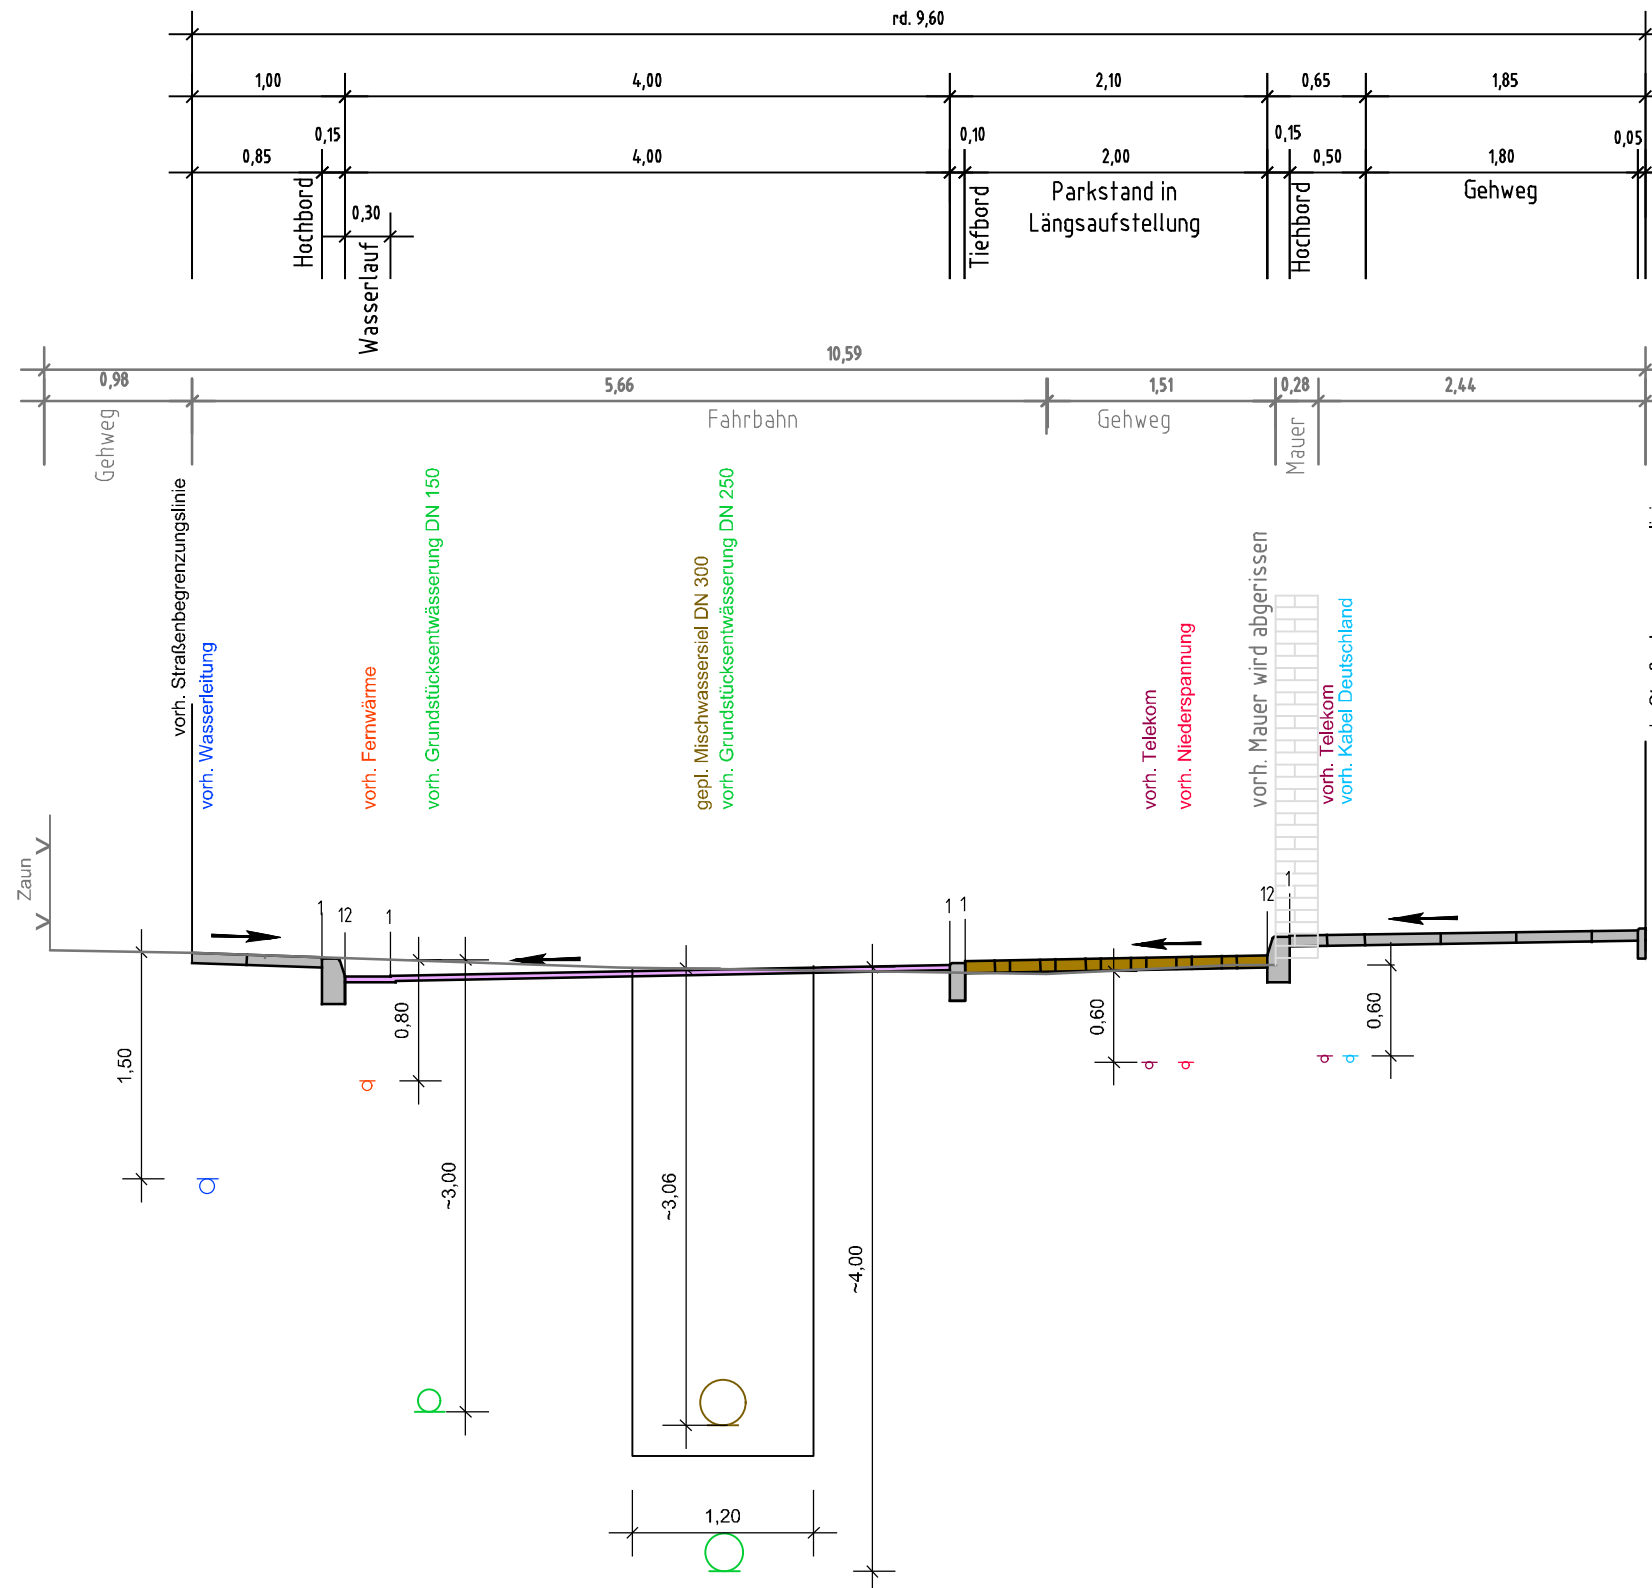 rd. 9,60
1,00
4,00
2,10
0,65
1,85
0,15
0,10
0,15
0,05
0,85
4,00
2,00
0,50
1,80
Hochbord
0,30
Wasserlauf
Tiefbord
Parkstand in
Längsaufstellung
Hochbord
Gehweg
10,59
0,98
5,66
1,51
0,28
2,44
Gehweg
Fahrbahn
Gehweg
Mauer
vorh. Straßenbegrenzungslinie
vorh. Wasserleitung
vorh. Fernwärme
vorh. Grundstücksentwässerung DN 150
gepl. Mischwassersiel DN 300
vorh. Grundstücksentwässerung DN 250
vorh. Telekom
vorh. Niederspannung
vorh. Mauer wird abgerissen
vorh. Telekom
vorh. Kabel Deutschland
Zaun
1
12
1
1
1
12
1
1,50
0,80
~3,00
~3,06
~4,00
0,60
0,60
1,20